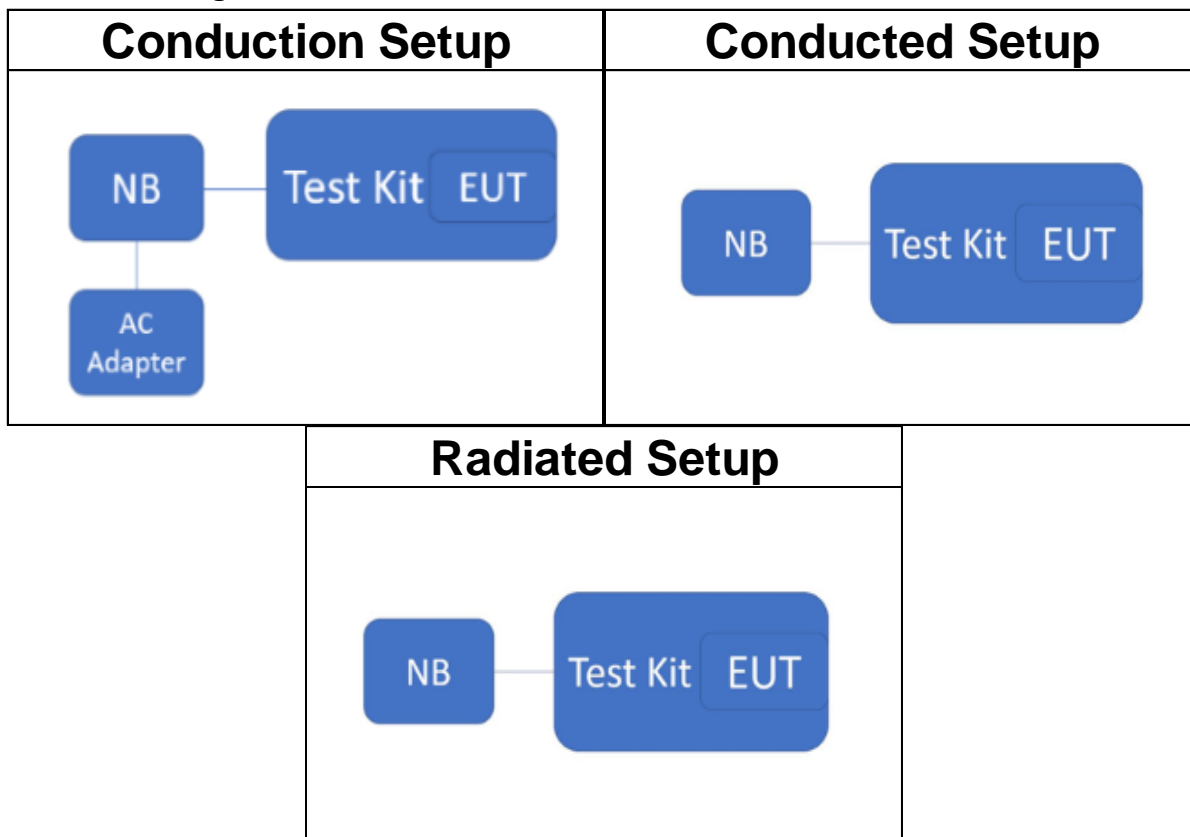 Conduction Setup
Conducted Setup
NB
Test Kit
EUT
AC
Adapter
NB
Test Kit
EUT
Radiated Setup
NB
Test Kit
EUT